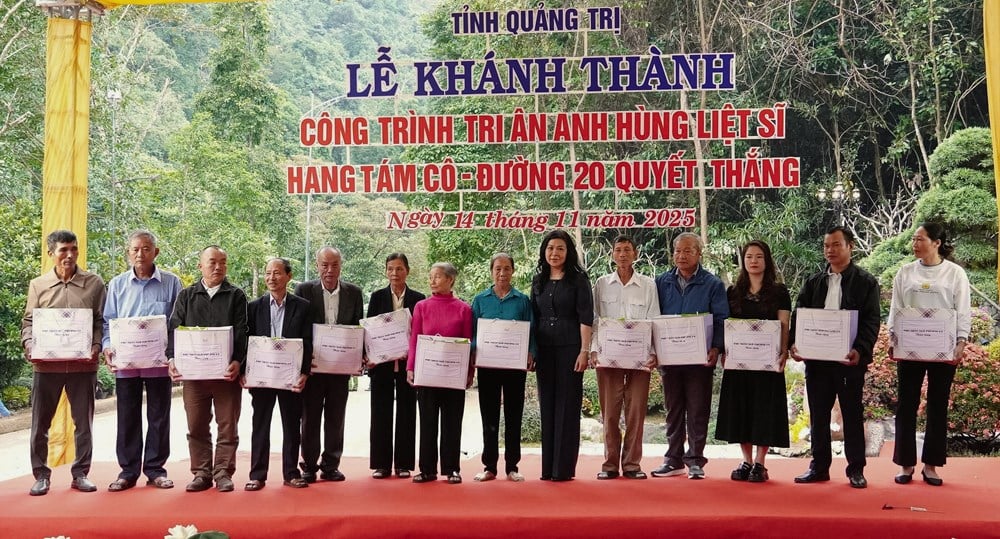 TỈNH QUẢNG TRỊ
LỄ KHÁNH THÀNH
CÔNG TRÌNH TRI ÂN ANH HÙNG LIỆT SĨ
HANG TÁM CÔ - ĐƯỜNG 20 QUYẾT THẮNG
Ngày 14 tháng 11 năm 2025